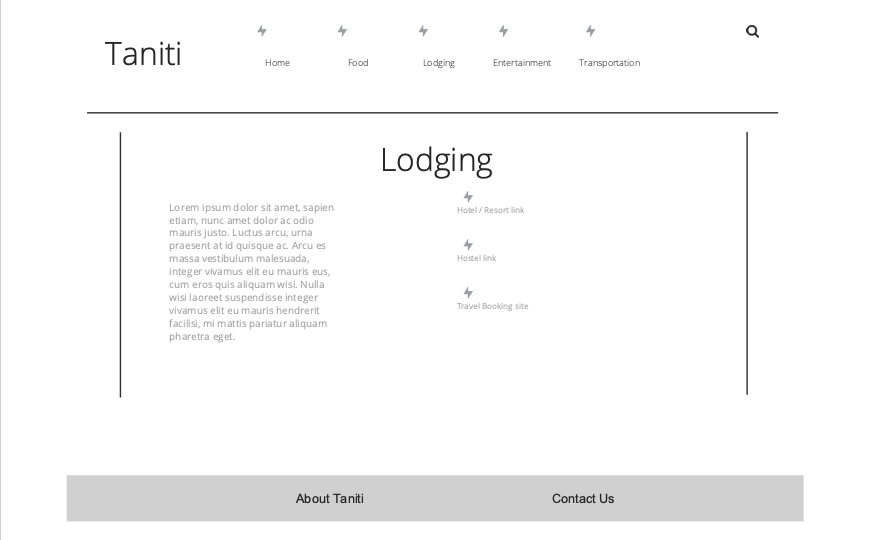 Taniti
Home
Food
Lodging
Entertainment
Transportation
Lodging
Lorem ipsum dolor sit amet, sapien
etiam, nunc amet dolor ac odio
mauris justo. Luctus arcu, urna
praesent at id quisque ac. Arcu es
massa vestibulum malesuada,
integer vivamus elit eu mauris eus,
cum eros quis aliquam wisi. Nulla
wisi laoreet suspendisse integer
vivamus elit eu mauris hendrerit
facilisi, mi mattis pariatur aliquam
pharetra eget.
Hotel / Resort link
Hostel link
Travel Booking site
About Taniti
Contact Us